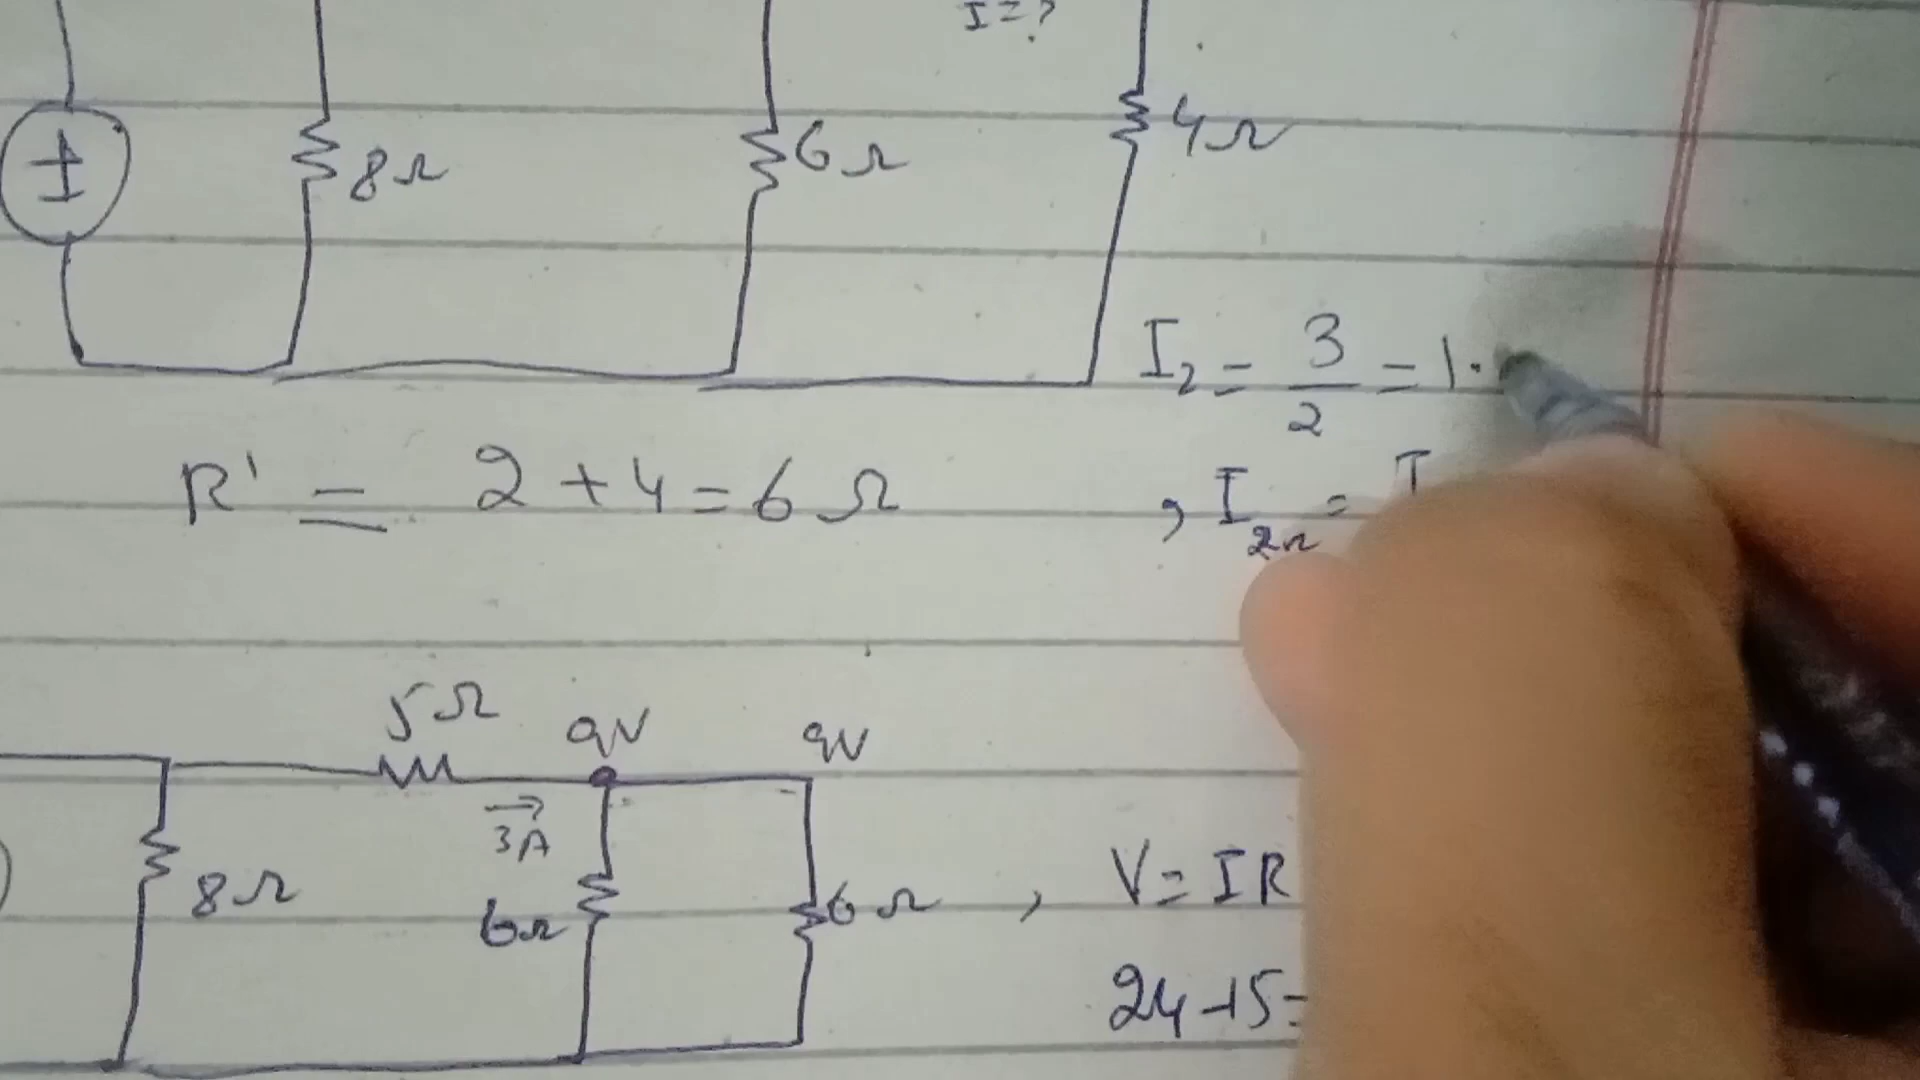 I = ?
8Ω
6Ω
4Ω
I₂ = 3/2 = 1.
R' = 2 + 4 = 6Ω
, I₂Ω = I
5Ω
9V
9V
3A
8Ω
6Ω
6Ω
, V = IR
24 - 15 =